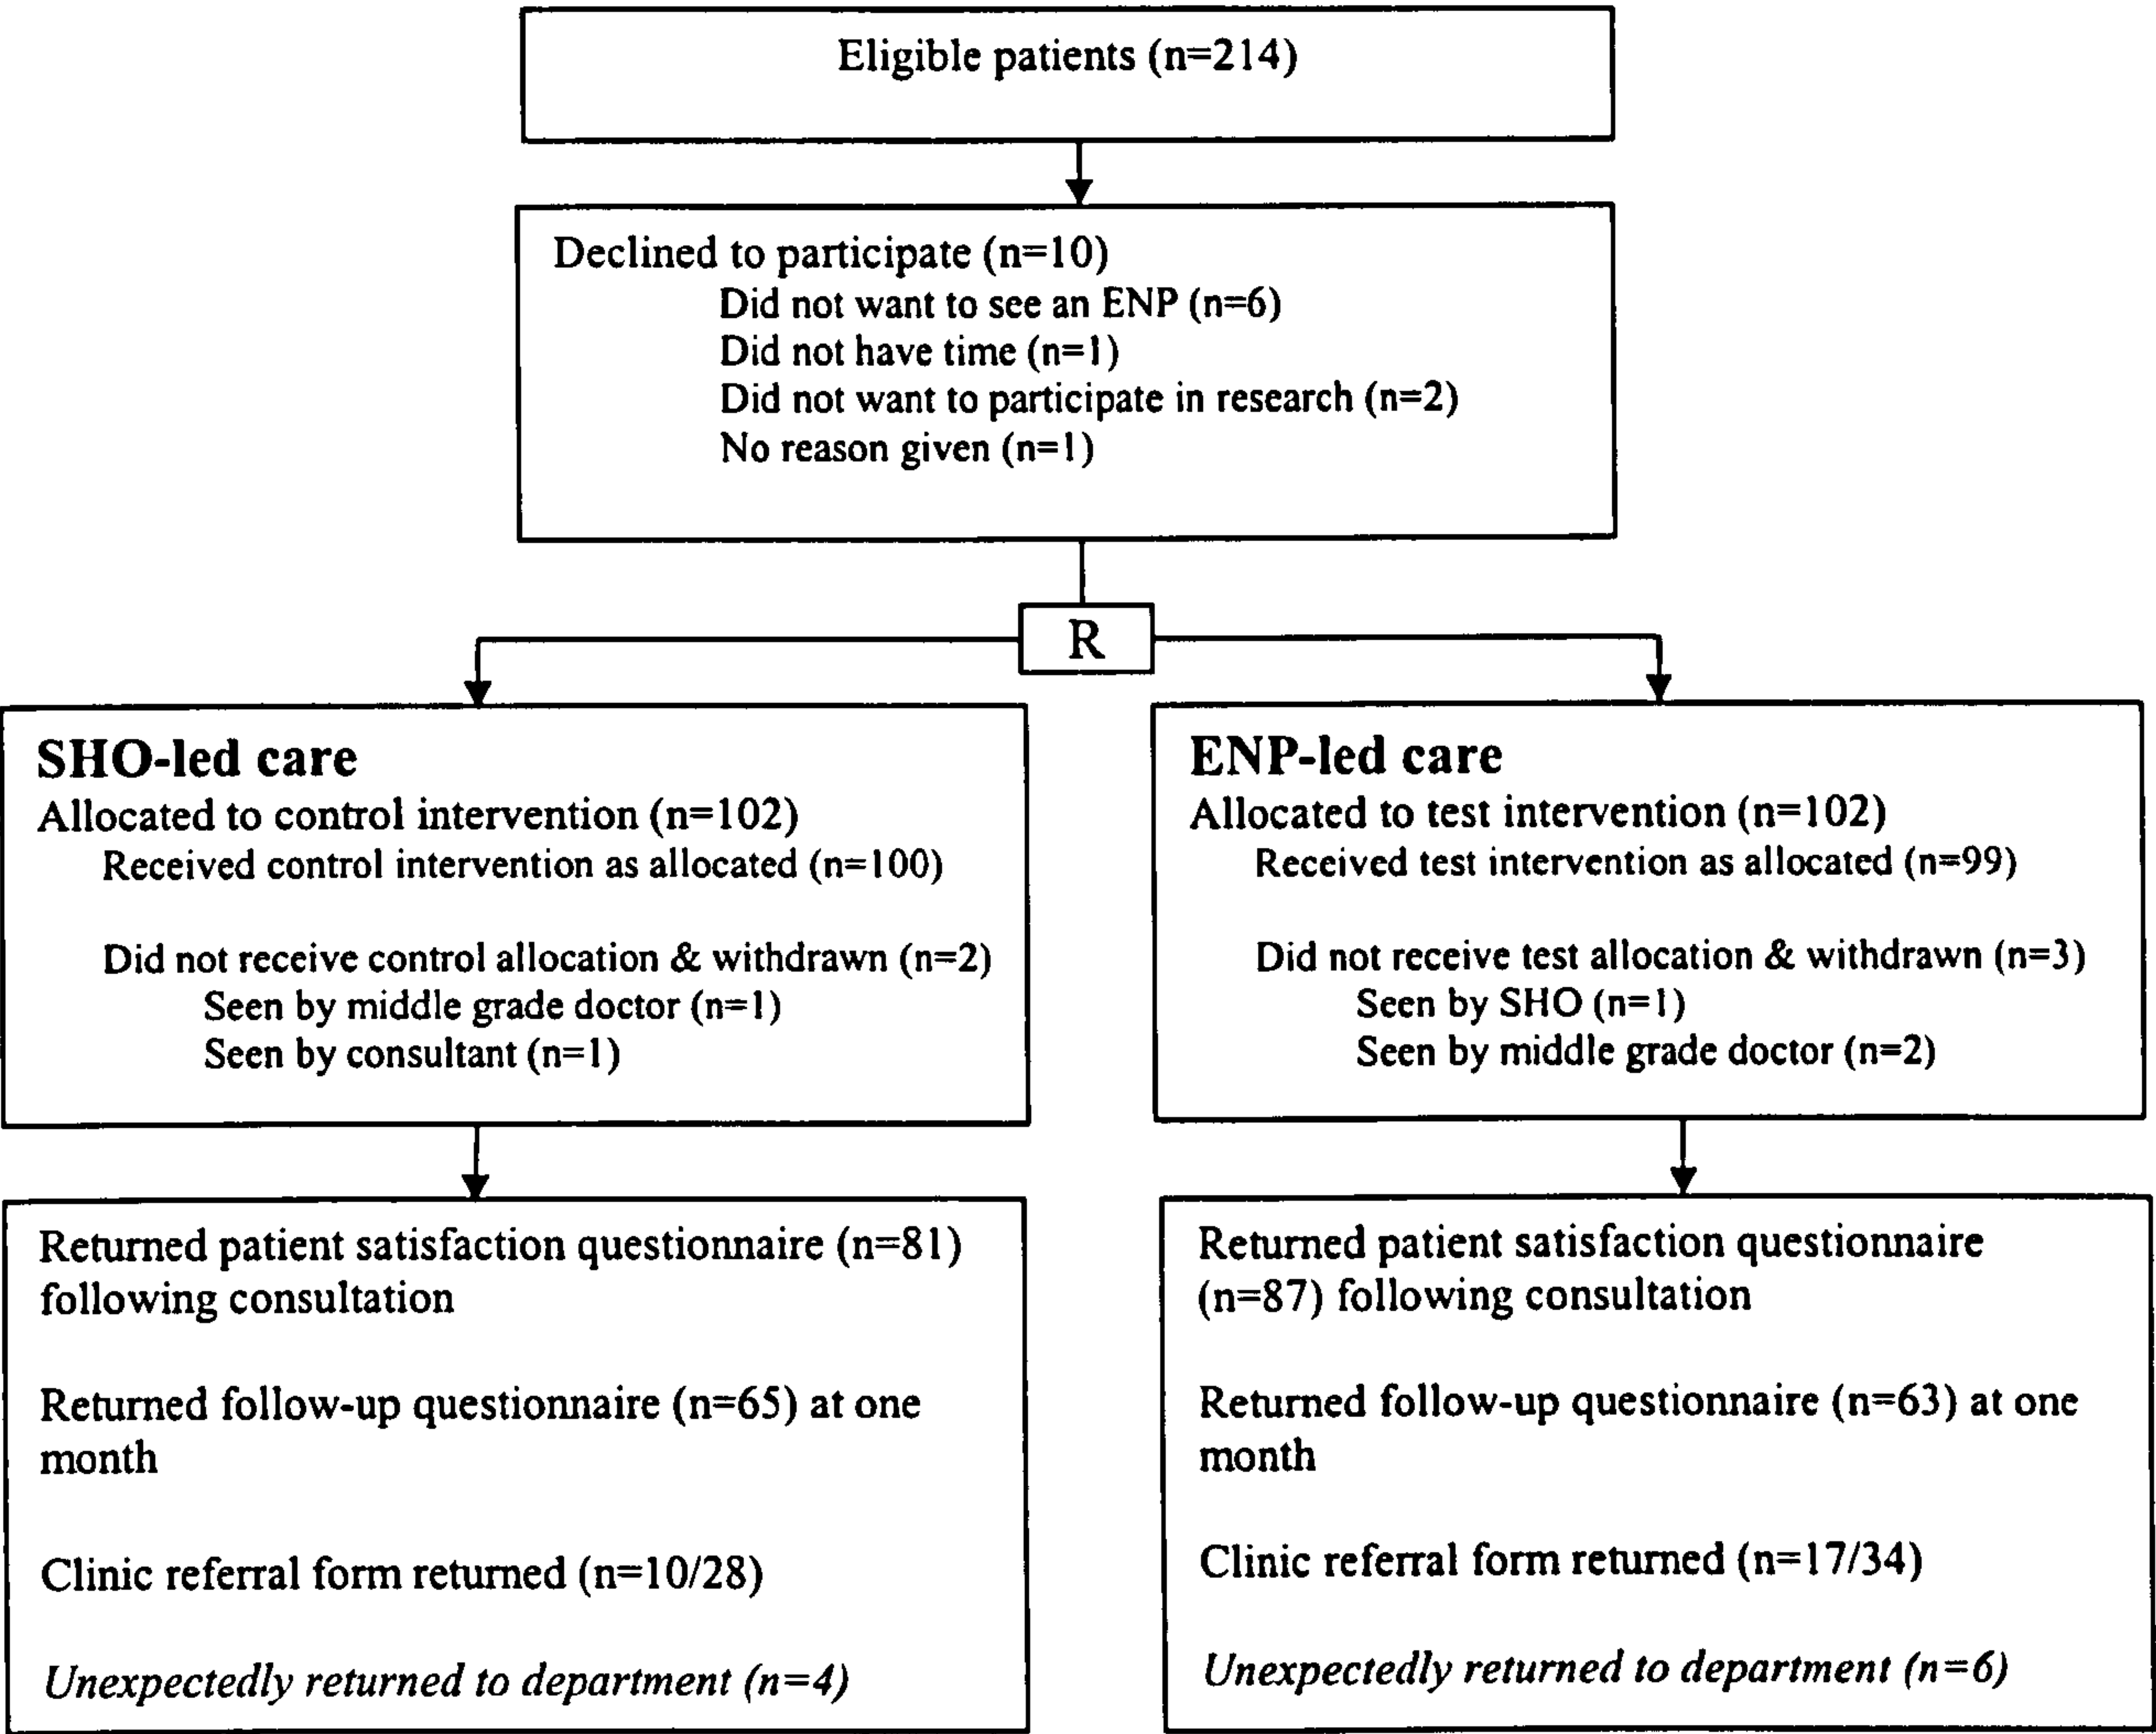 Eligible patients (n=214)
Declined to participate (n=10)
Did not want to see an ENP (n=6)
Did not have time (n=1)
Did not want to participate in research (n=2)
No reason given (n=1)
R
SHO-led care
Allocated to control intervention (n=102)
Received control intervention as allocated (n=100)
Did not receive control allocation & withdrawn (n=2)
Seen by middle grade doctor (n=1)
Seen by consultant (n=1)
ENP-led care
Allocated to test intervention (n=102)
Received test intervention as allocated (n=99)
Did not receive test allocation & withdrawn (n=3)
Seen by SHO (n=1)
Seen by middle grade doctor (n=2)
Returned patient satisfaction questionnaire (n=81)
following consultation
Returned follow-up questionnaire (n=65) at one
month
Clinic referral form returned (n=10/28)
Unexpectedly returned to department (n=4)
Returned patient satisfaction questionnaire
(n=87) following consultation
Returned follow-up questionnaire (n=63) at one
month
Clinic referral form returned (n=17/34)
Unexpectedly returned to department (n=6)